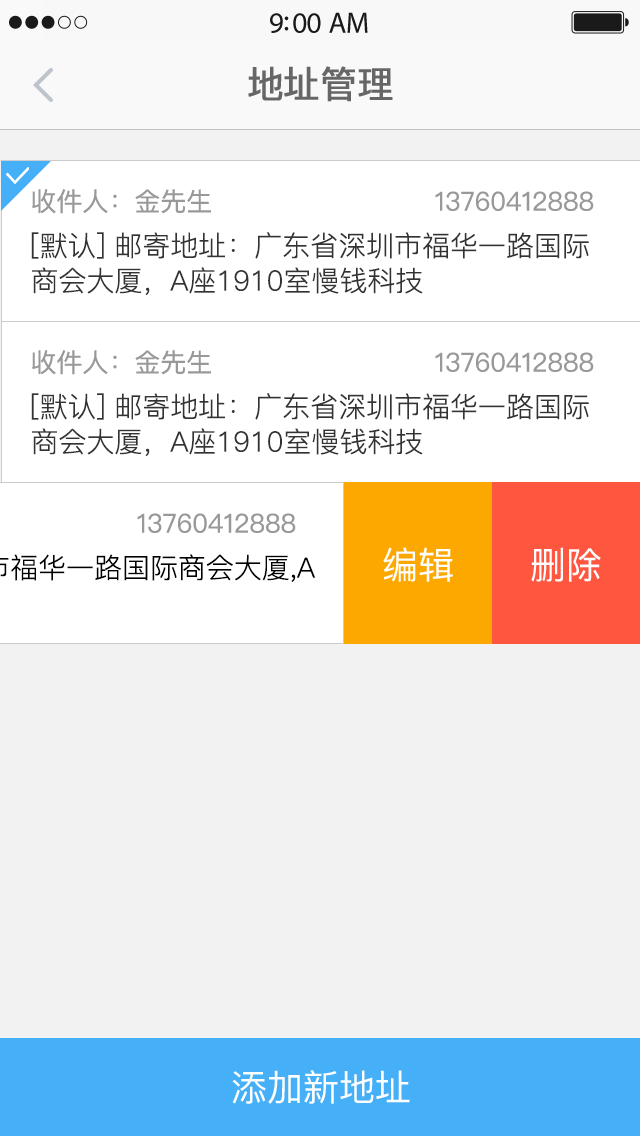 9:00 AM
地址管理
收件人：金先生 13760412888
[默认] 邮寄地址：广东省深圳市福华一路国际
商会大厦，A座1910室慢钱科技
收件人：金先生 13760412888
[默认] 邮寄地址：广东省深圳市福华一路国际
商会大厦，A座1910室慢钱科技
13760412888
市福华一路国际商会大厦,A
编辑 删除
添加新地址